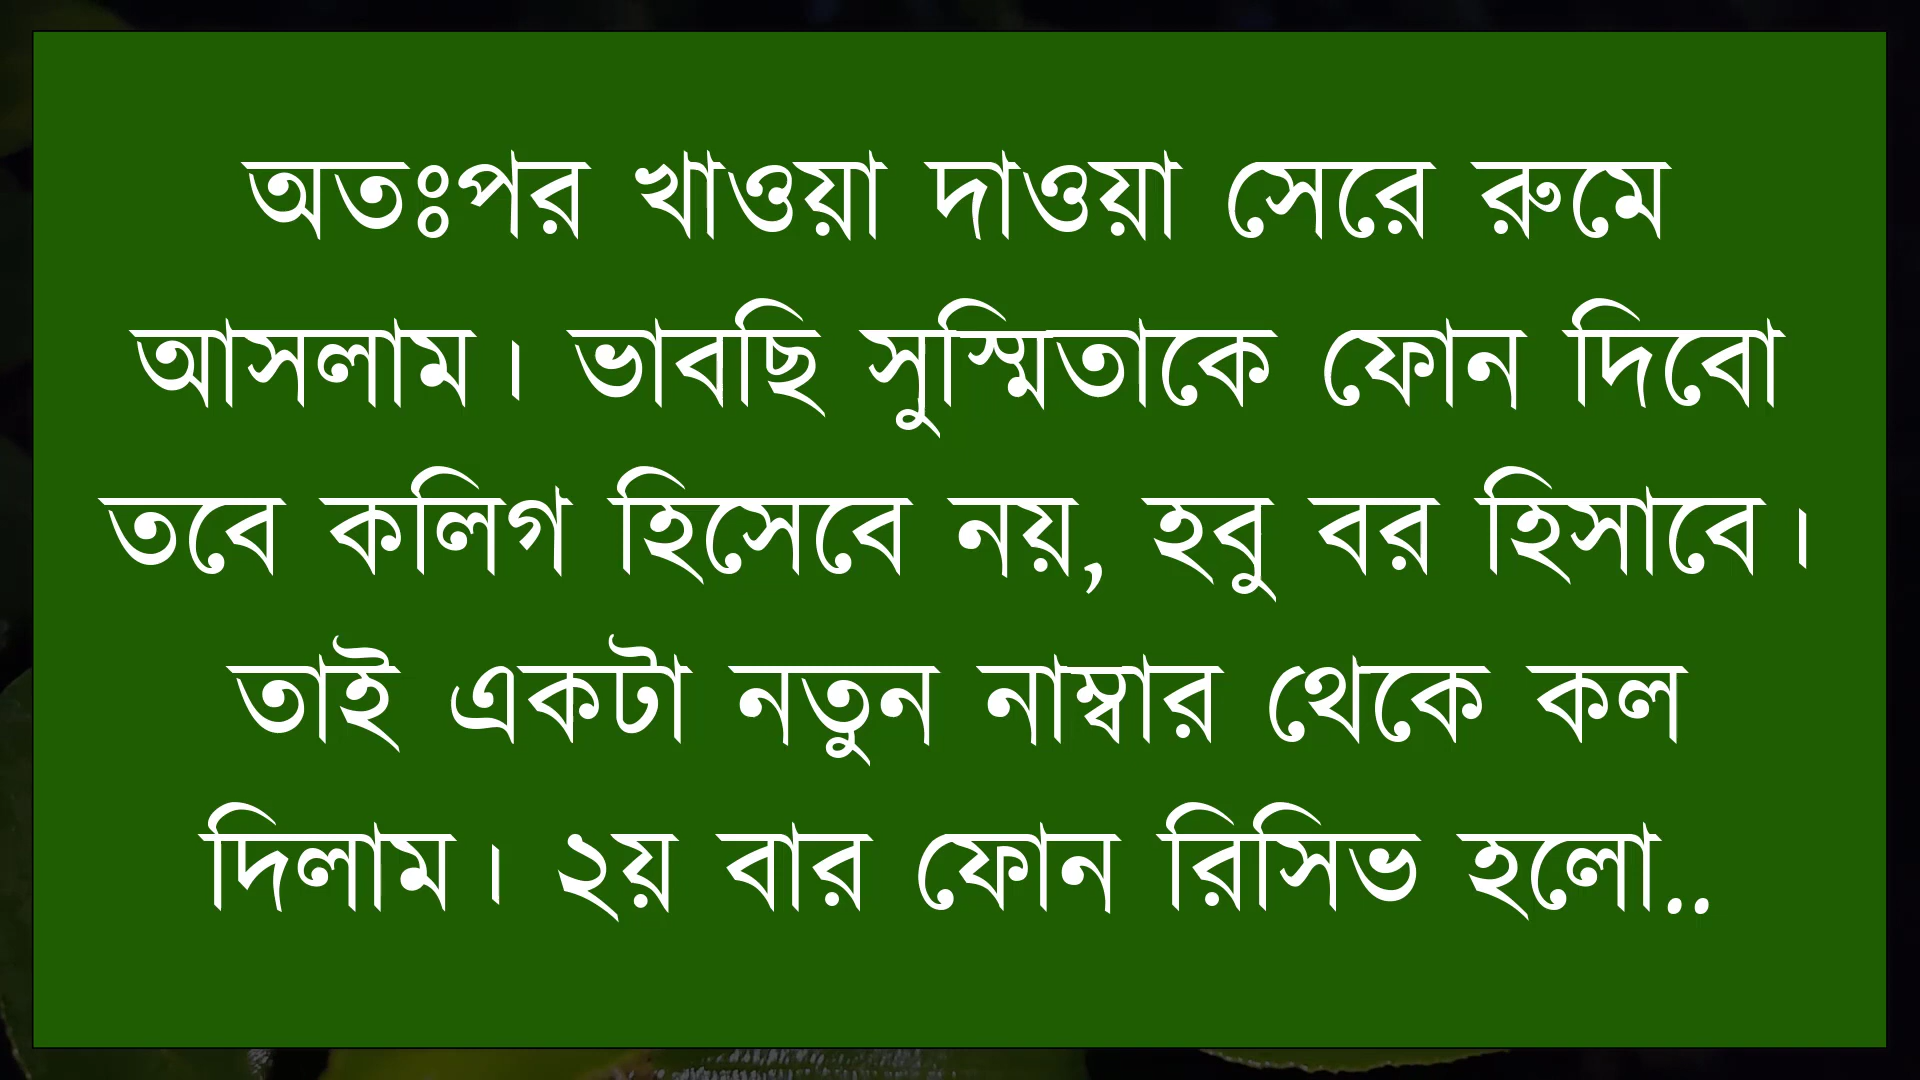 অতঃপর খাওয়া দাওয়া সেরে রুমে
আসলাম। ভাবছি সুস্মিতাকে ফোন দিবো
তবে কলিগ হিসেবে নয়, হবু বর হিসাবে।
তাই একটা নতুন নাম্বার থেকে কল
দিলাম। ২য় বার ফোন রিসিভ হলো..